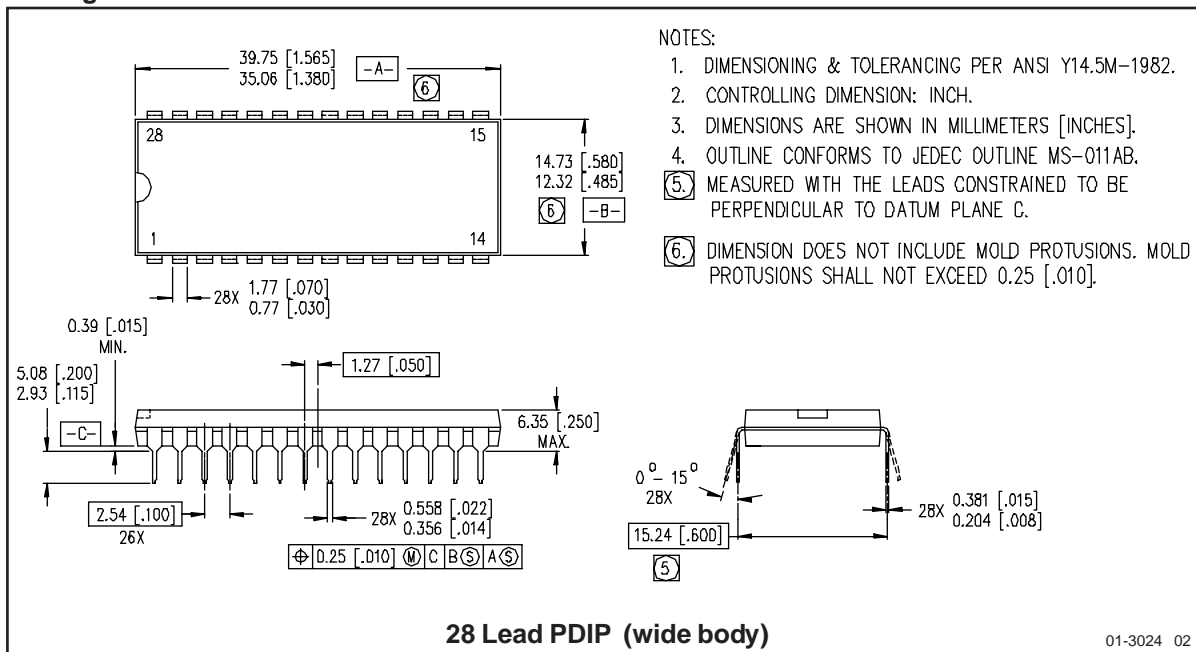 39.75 [1.565]
35.06 [1.380]
-A-
6
28
15
1
14
14.73 [.580]
12.32 [.485]
6
-B-
28X 1.77 [.070]
0.77 [.030]
NOTES:
1. DIMENSIONING & TOLERANCING PER ANSI Y14.5M-1982.
2. CONTROLLING DIMENSION: INCH.
3. DIMENSIONS ARE SHOWN IN MILLIMETERS [INCHES].
4. OUTLINE CONFORMS TO JEDEC OUTLINE MS-011AB.
5. MEASURED WITH THE LEADS CONSTRAINED TO BE
PERPENDICULAR TO DATUM PLANE C.
6. DIMENSION DOES NOT INCLUDE MOLD PROTUSIONS. MOLD
PROTUSIONS SHALL NOT EXCEED 0.25 [.010].
0.39 [.015]
MIN.
5.08 [.200]
2.93 [.115]
-C-
1.27 [.050]
6.35 [.250]
MAX.
2.54 [.100]
26X
28X 0.558 [.022]
0.356 [.014]
⌖ 0.25 [.010] Ⓜ C BⓈ AⓈ
0° - 15°
28X
15.24 [.600]
5
28X 0.381 [.015]
0.204 [.008]
28 Lead PDIP (wide body)
01-3024 02